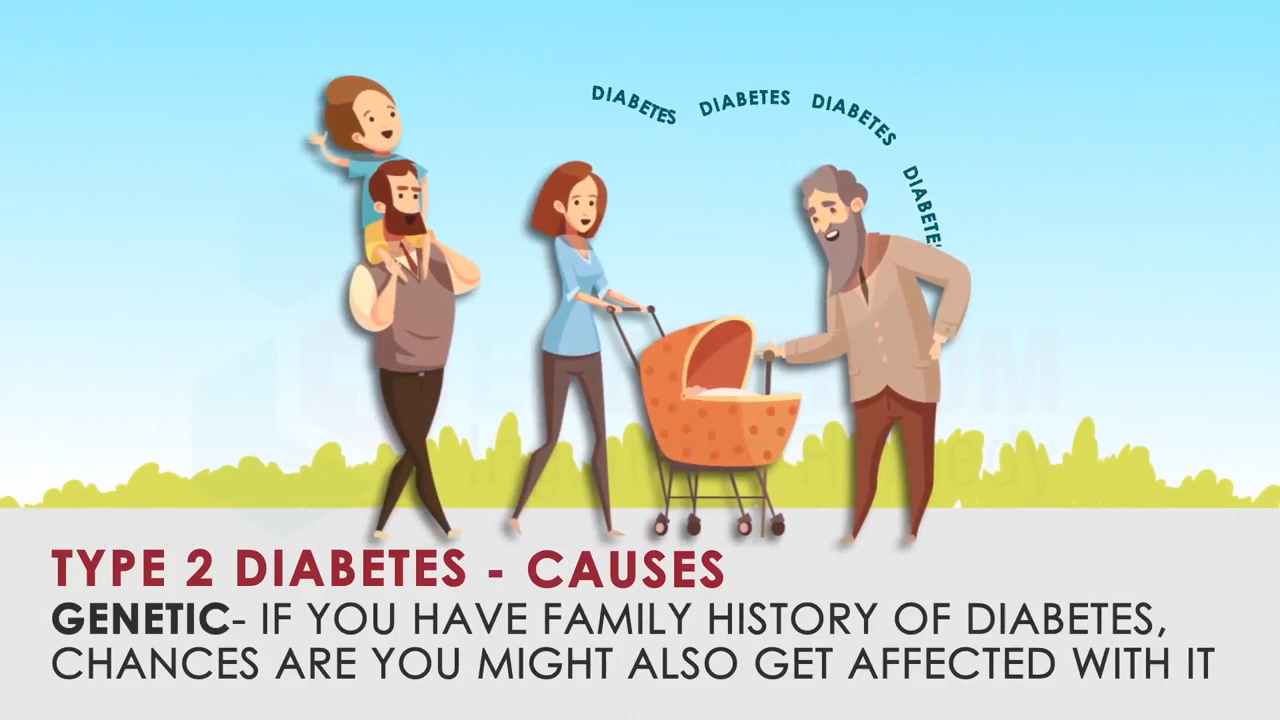 DIABETES DIABETES DIABETES DIABETES
TYPE 2 DIABETES - CAUSES
GENETIC- IF YOU HAVE FAMILY HISTORY OF DIABETES,
CHANCES ARE YOU MIGHT ALSO GET AFFECTED WITH IT